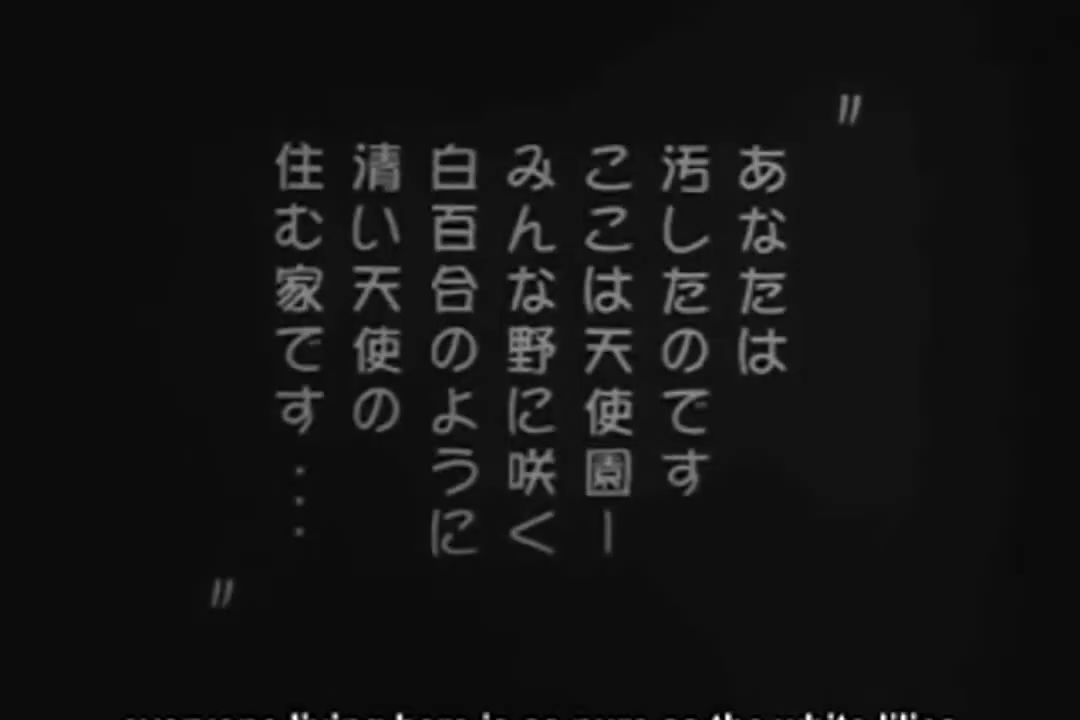 〃
あなたは
汚したのです
ここは天使園ー
みんな野に咲く
白百合のように
清い天使の
住む家です…
〃